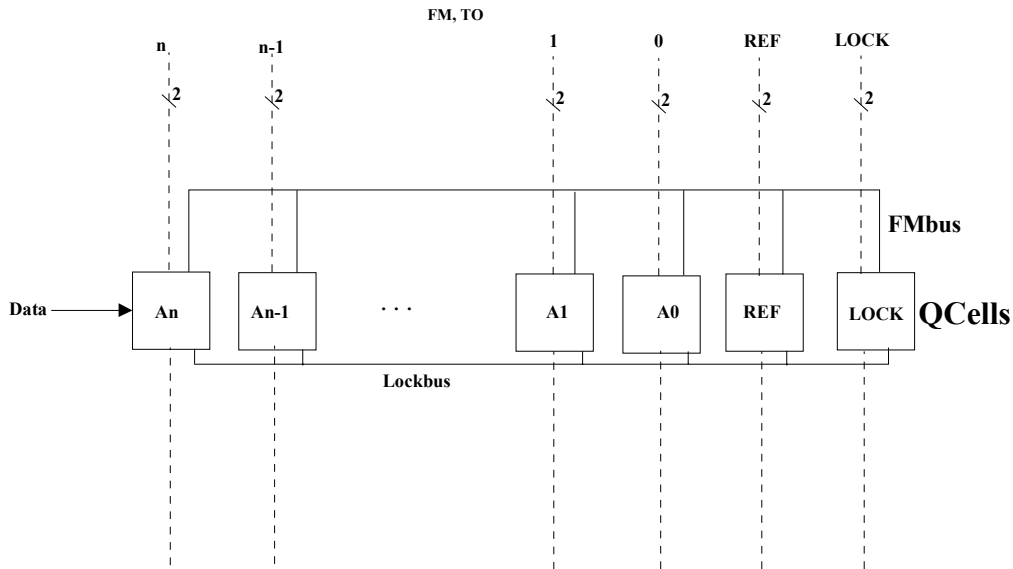 FM, TO
n n-1 1 0 REF LOCK
2 2 2 2 2 2
FMbus
Data An An-1 . . . A1 A0 REF LOCK QCells
Lockbus